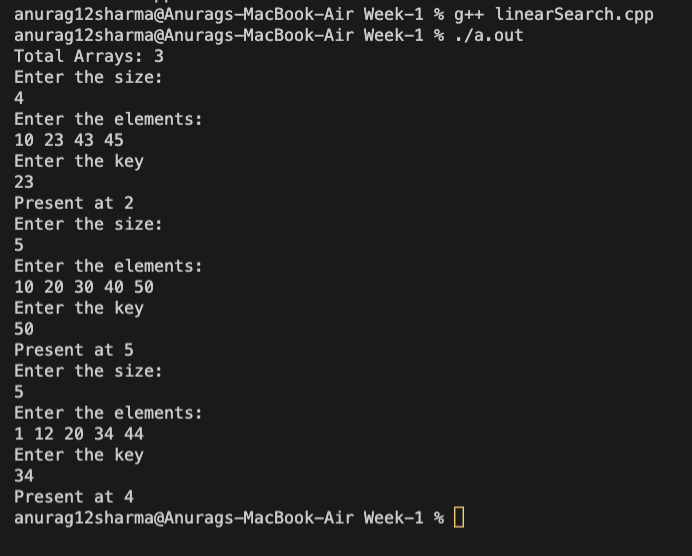 anurag12sharma@Anurags-MacBook-Air Week-1 % g++ linearSearch.cpp
anurag12sharma@Anurags-MacBook-Air Week-1 % ./a.out
Total Arrays: 3
Enter the size:
4
Enter the elements:
10 23 43 45
Enter the key
23
Present at 2
Enter the size:
5
Enter the elements:
10 20 30 40 50
Enter the key
50
Present at 5
Enter the size:
5
Enter the elements:
1 12 20 34 44
Enter the key
34
Present at 4
anurag12sharma@Anurags-MacBook-Air Week-1 %